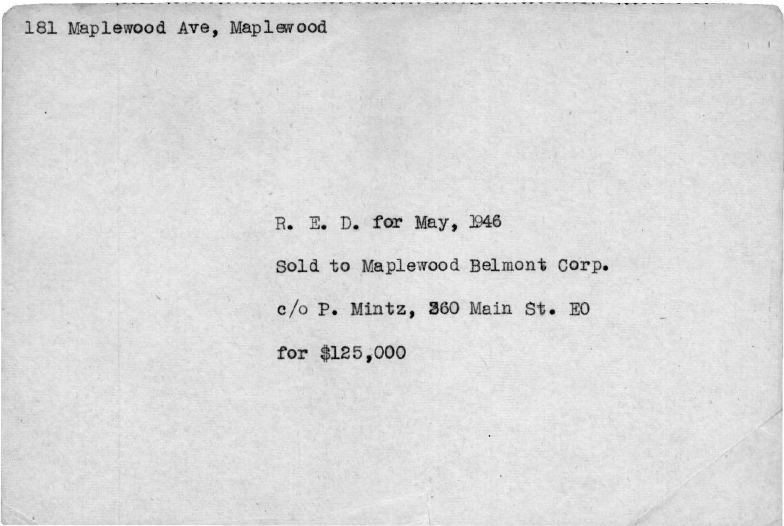 181 Maplewood Ave, Maplewood
R. E. D. for May, 1946
Sold to Maplewood Belmont Corp.
c/o P. Mintz, 360 Main St. EO
for $125,000